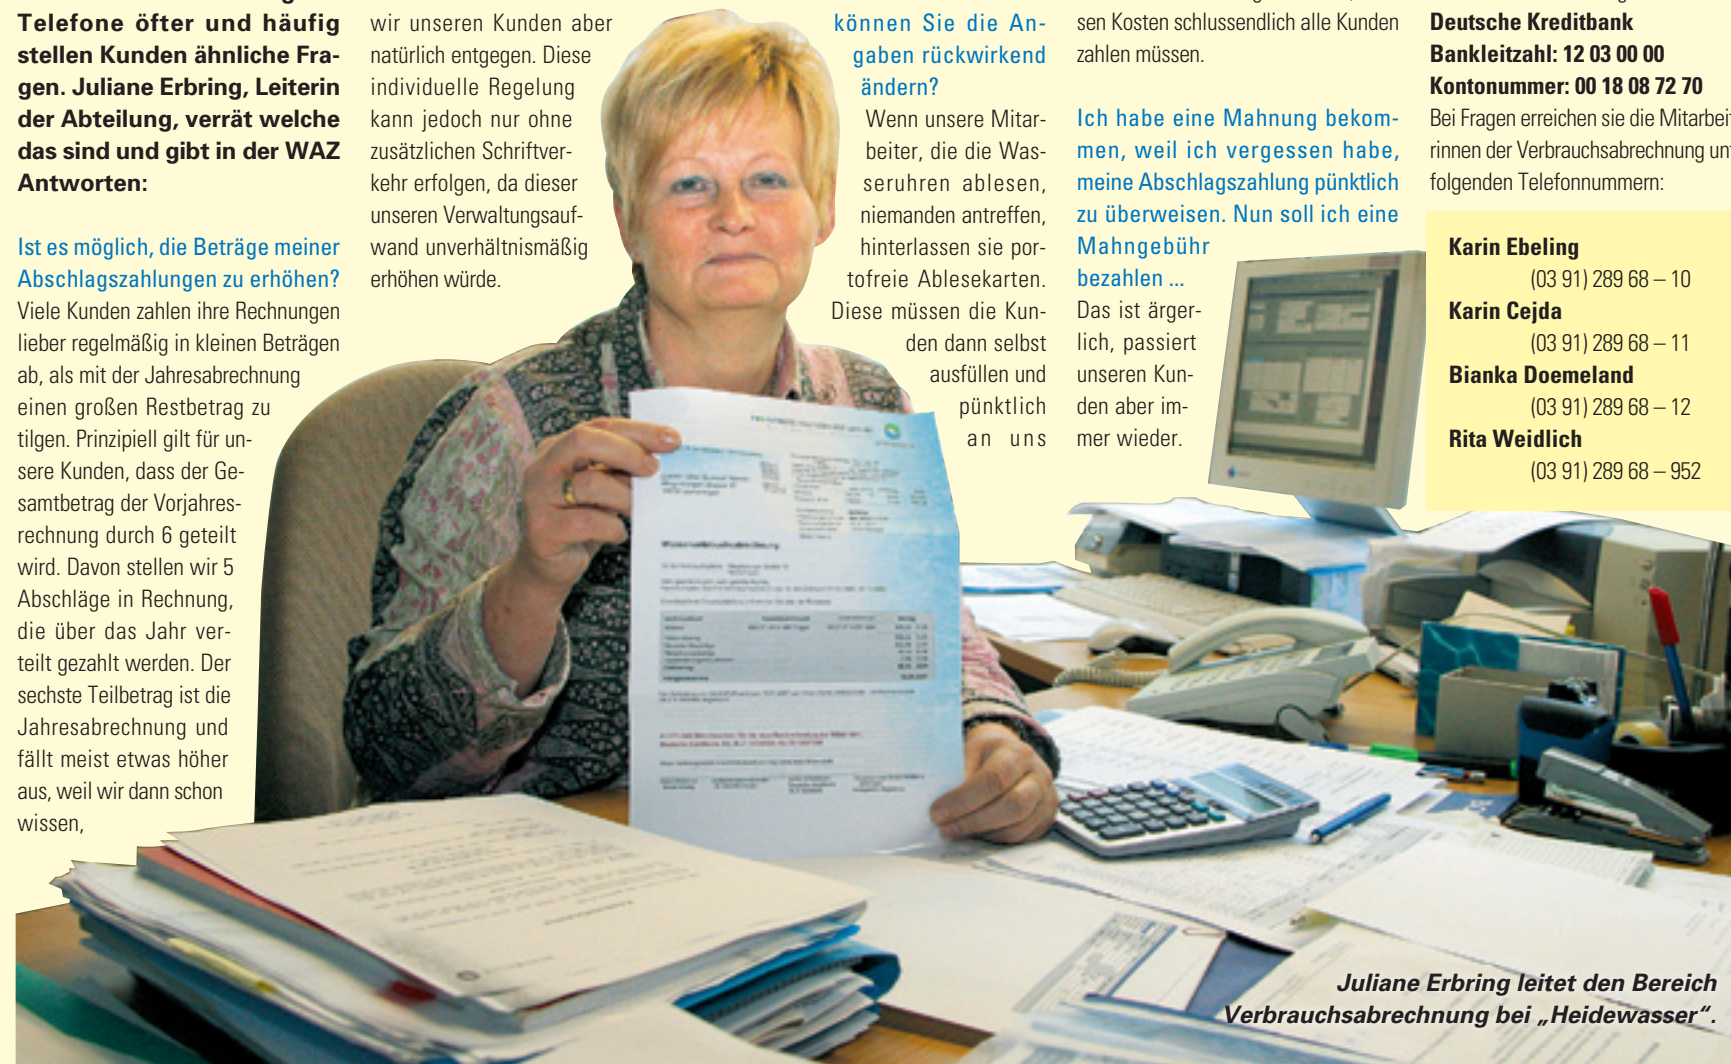 Telefone öfter und häufig
stellen Kunden ähnliche Fra-
gen. Juliane Erbring, Leiterin
der Abteilung, verrät welche
das sind und gibt in der WAZ
Antworten:
Ist es möglich, die Beträge meiner
Abschlagszahlungen zu erhöhen?
Viele Kunden zahlen ihre Rechnungen
lieber regelmäßig in kleinen Beträgen
ab, als mit der Jahresabrechnung
einen großen Restbetrag zu
tilgen. Prinzipiell gilt für un-
sere Kunden, dass der Ge-
samtbetrag der Vorjahres-
rechnung durch 6 geteilt
wird. Davon stellen wir 5
Abschläge in Rechnung,
die über das Jahr ver-
teilt gezahlt werden. Der
sechste Teilbetrag ist die
Jahresabrechnung und
fällt meist etwas höher
aus, weil wir dann schon
wissen,
wir unseren Kunden aber
natürlich entgegen. Diese
individuelle Regelung
kann jedoch nur ohne
zusätzlichen Schriftver-
kehr erfolgen, da dieser
unseren Verwaltungsauf-
wand unverhältnismäßig
erhöhen würde.
können Sie die An-
gaben rückwirkend
ändern?
Wenn unsere Mitar-
beiter, die die Was-
seruhren ablesen,
niemanden antreffen,
hinterlassen sie por-
tofreie Ablesekarten.
Diese müssen die Kun-
den dann selbst
ausfüllen und
pünktlich
an uns
sen Kosten schlussendlich alle Kunden
zahlen müssen.
Ich habe eine Mahnung bekom-
men, weil ich vergessen habe,
meine Abschlagszahlung pünktlich
zu überweisen. Nun soll ich eine
Mahngebühr
bezahlen ...
Das ist ärger-
lich, passiert
unseren Kun-
den aber im-
mer wieder.
Deutsche Kreditbank
Bankleitzahl: 12 03 00 00
Kontonummer: 00 18 08 72 70
Bei Fragen erreichen sie die Mitarbeit
rinnen der Verbrauchsabrechnung unt
folgenden Telefonnummern:
Karin Ebeling
(03 91) 289 68 – 10
Karin Cejda
(03 91) 289 68 – 11
Bianka Doemeland
(03 91) 289 68 – 12
Rita Weidlich
(03 91) 289 68 – 952
Wasserverbrauchsabrechnung
Juliane Erbring leitet den Bereich
Verbrauchsabrechnung bei „Heidewasser“.